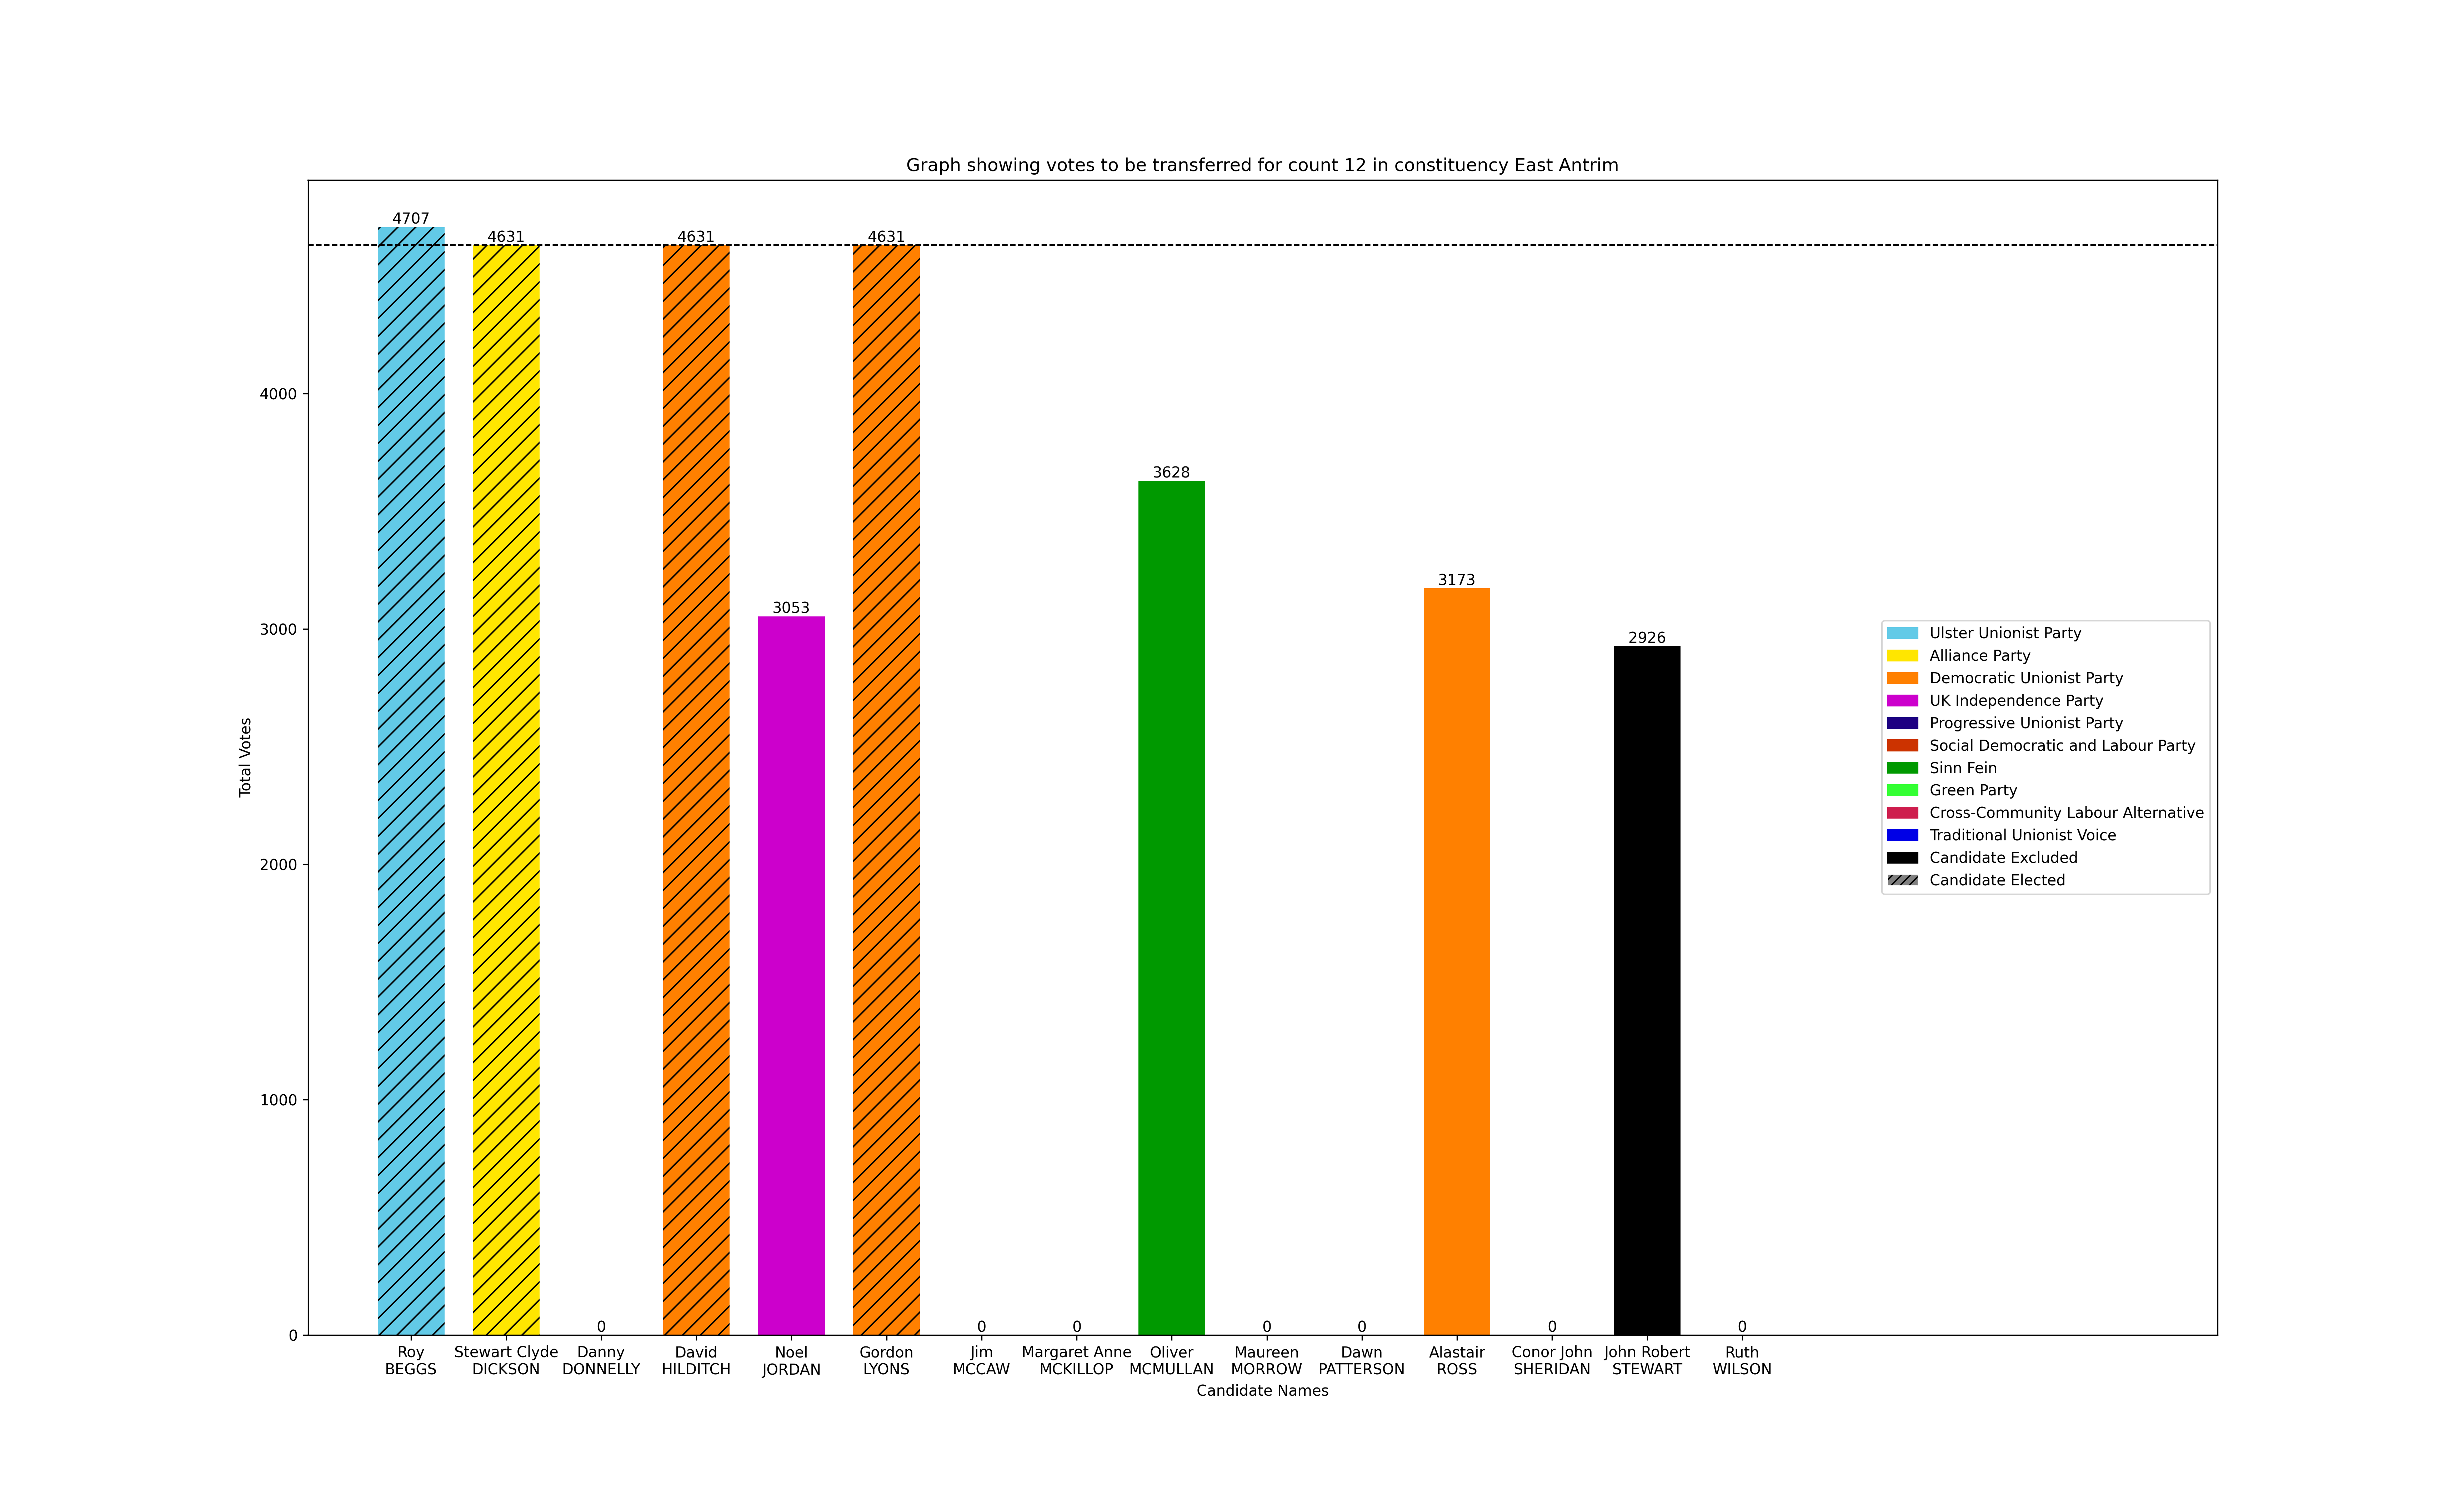 Graph showing votes to be transferred for count 12 in constituency East Antrim
4707
4631
4631
4631
4000
3628
3173
3053
3000
2926
2000
1000
0
0
0
0
0
0
0
0
Total Votes
Ulster Unionist Party
Alliance Party
Democratic Unionist Party
UK Independence Party
Progressive Unionist Party
Social Democratic and Labour Party
Sinn Fein
Green Party
Cross-Community Labour Alternative
Traditional Unionist Voice
Candidate Excluded
Candidate Elected
Roy
BEGGS
Stewart Clyde
DICKSON
Danny
DONNELLY
David
HILDITCH
Noel
JORDAN
Gordon
LYONS
Jim
MCCAW
Margaret Anne
MCKILLOP
Oliver
MCMULLAN
Maureen
MORROW
Dawn
PATTERSON
Alastair
ROSS
Conor John
SHERIDAN
John Robert
STEWART
Ruth
WILSON
Candidate Names